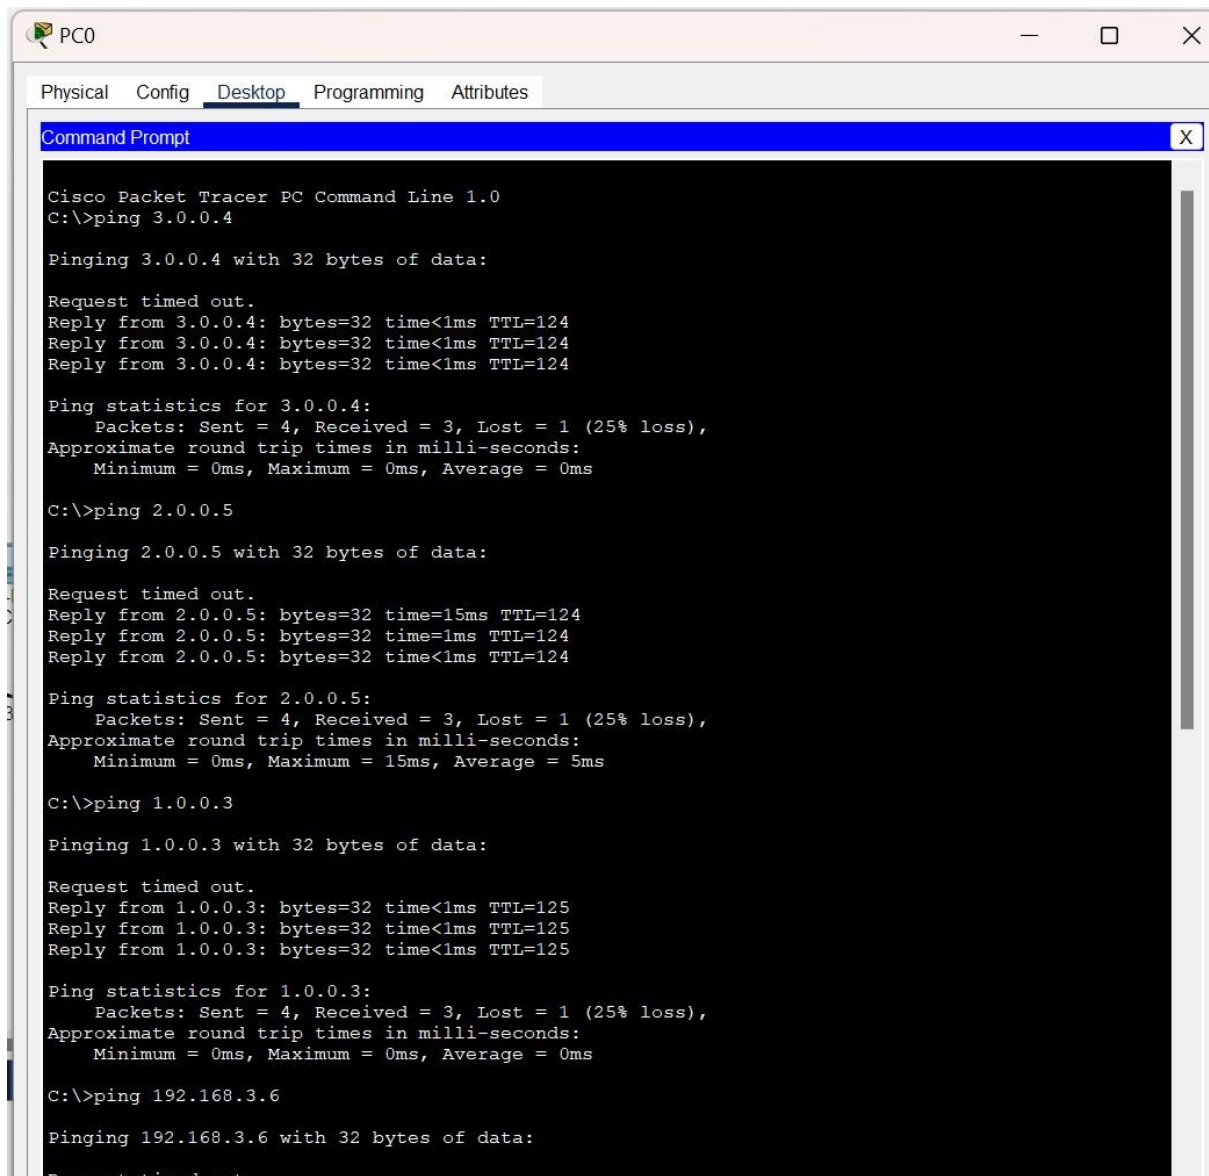 PC0
Physical Config Desktop Programming Attributes
Command Prompt
X
Cisco Packet Tracer PC Command Line 1.0
C:\>ping 3.0.0.4
Pinging 3.0.0.4 with 32 bytes of data:
Request timed out.
Reply from 3.0.0.4: bytes=32 time<1ms TTL=124
Reply from 3.0.0.4: bytes=32 time<1ms TTL=124
Reply from 3.0.0.4: bytes=32 time<1ms TTL=124
Ping statistics for 3.0.0.4:
Packets: Sent = 4, Received = 3, Lost = 1 (25% loss),
Approximate round trip times in milli-seconds:
Minimum = 0ms, Maximum = 0ms, Average = 0ms
C:\>ping 2.0.0.5
Pinging 2.0.0.5 with 32 bytes of data:
Request timed out.
Reply from 2.0.0.5: bytes=32 time=15ms TTL=124
Reply from 2.0.0.5: bytes=32 time=1ms TTL=124
Reply from 2.0.0.5: bytes=32 time<1ms TTL=124
Ping statistics for 2.0.0.5:
Packets: Sent = 4, Received = 3, Lost = 1 (25% loss),
Approximate round trip times in milli-seconds:
Minimum = 0ms, Maximum = 15ms, Average = 5ms
C:\>ping 1.0.0.3
Pinging 1.0.0.3 with 32 bytes of data:
Request timed out.
Reply from 1.0.0.3: bytes=32 time<1ms TTL=125
Reply from 1.0.0.3: bytes=32 time<1ms TTL=125
Reply from 1.0.0.3: bytes=32 time<1ms TTL=125
Ping statistics for 1.0.0.3:
Packets: Sent = 4, Received = 3, Lost = 1 (25% loss),
Approximate round trip times in milli-seconds:
Minimum = 0ms, Maximum = 0ms, Average = 0ms
C:\>ping 192.168.3.6
Pinging 192.168.3.6 with 32 bytes of data: